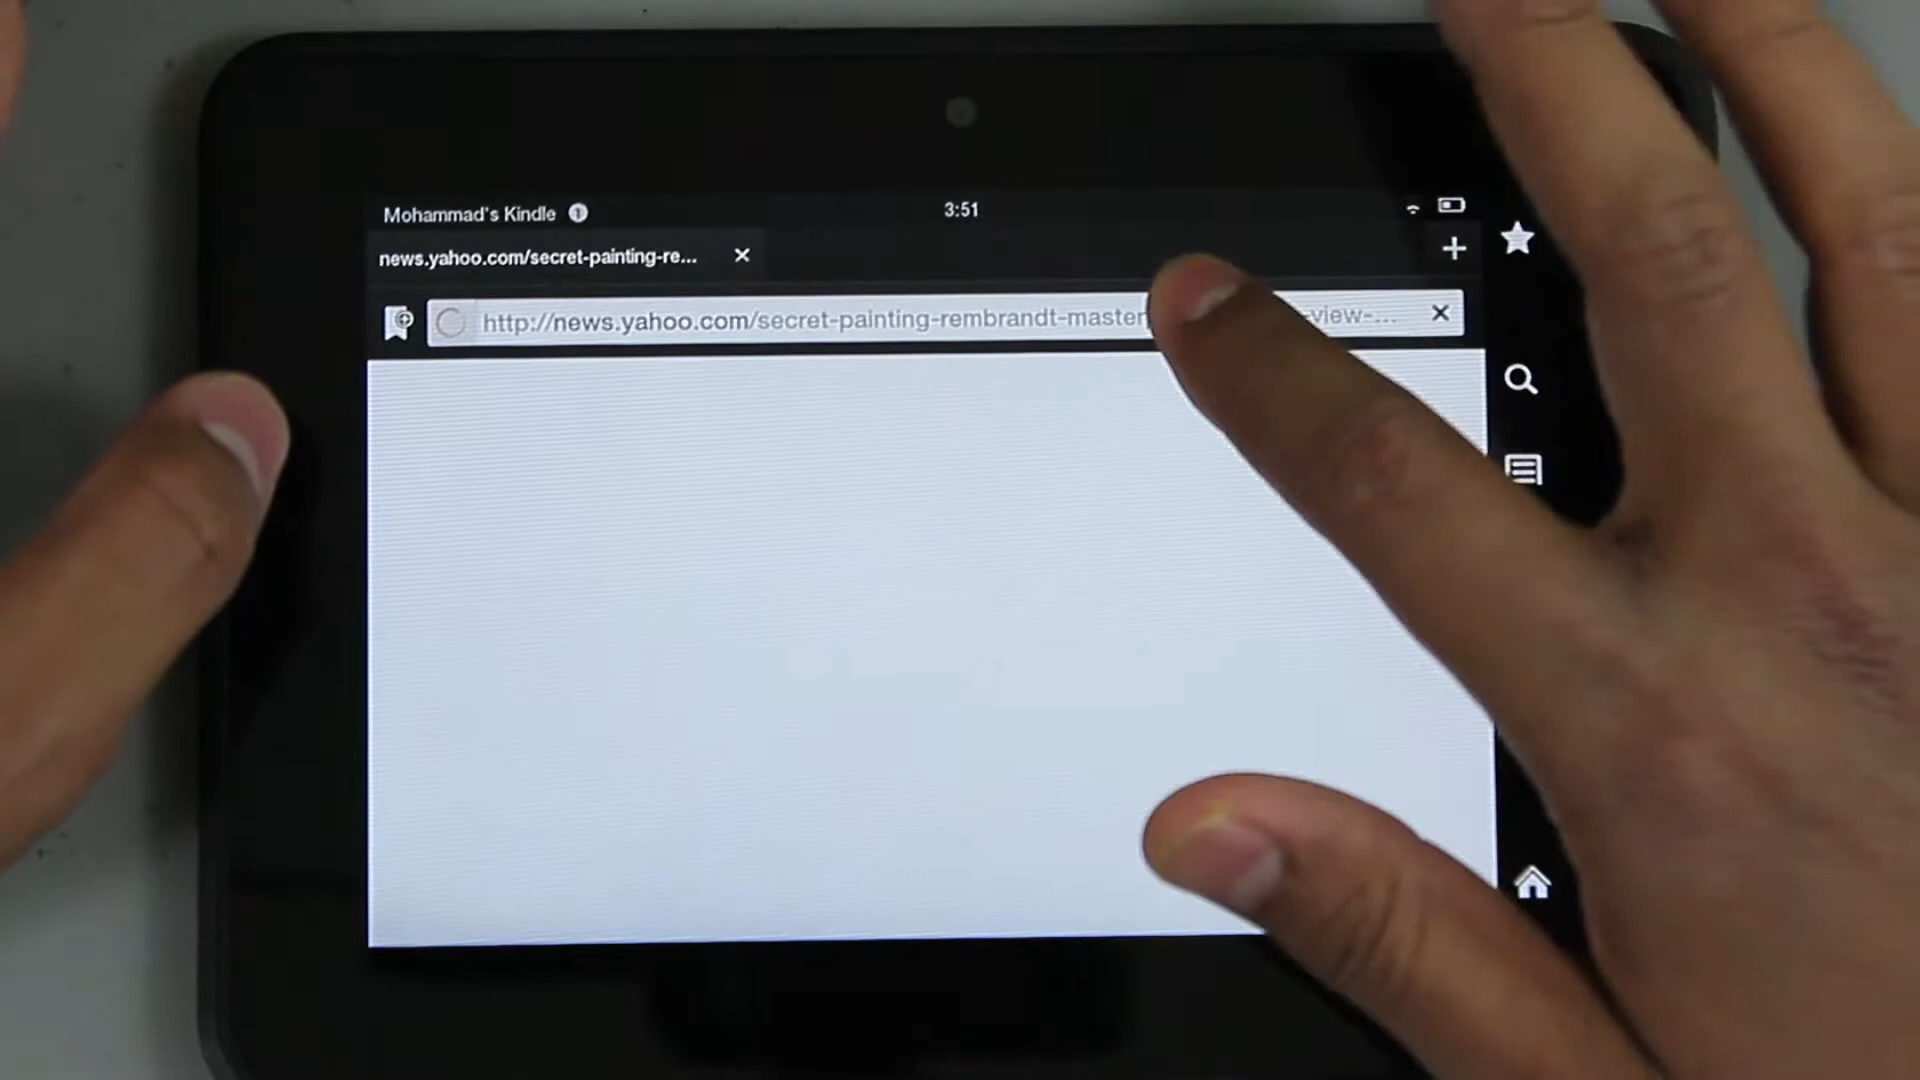 Mohammad's Kindle 1
3:51
news.yahoo.com/secret-painting-re...
http://news.yahoo.com/secret-painting-rembrandt-master -view-...